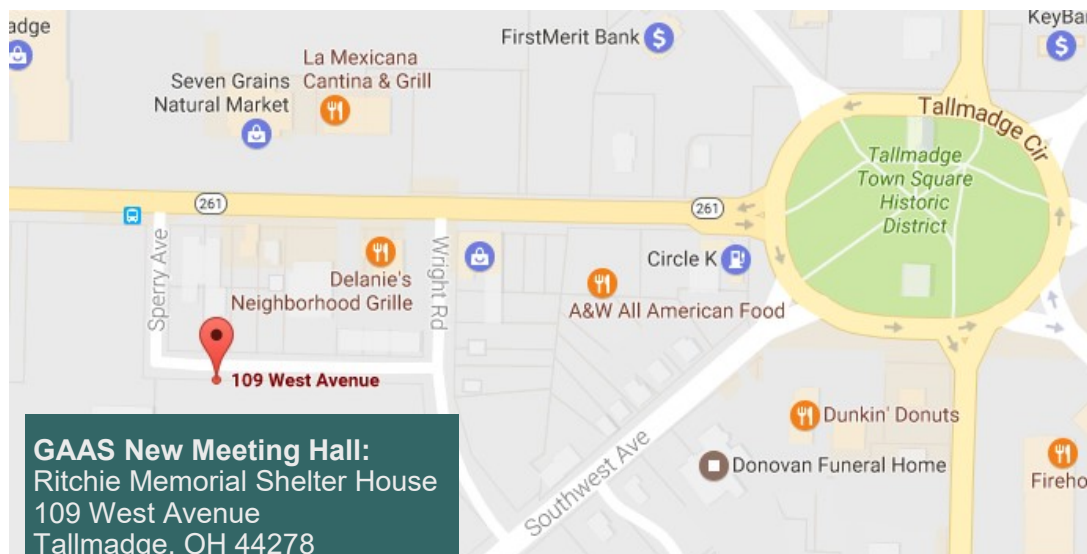 adge
FirstMerit Bank
KeyBa
La Mexicana
Cantina & Grill
Seven Grains
Natural Market
Tallmadge Cir
Tallmadge
Town Square
Historic
District
261
261
Sperry Ave
Wright Rd
Delanie's
Neighborhood Grille
Circle K
A&W All American Food
109 West Avenue
Southwest Ave
Dunkin' Donuts
Donovan Funeral Home
Fireho
GAAS New Meeting Hall:
Ritchie Memorial Shelter House
109 West Avenue
Tallmadge, OH 44278